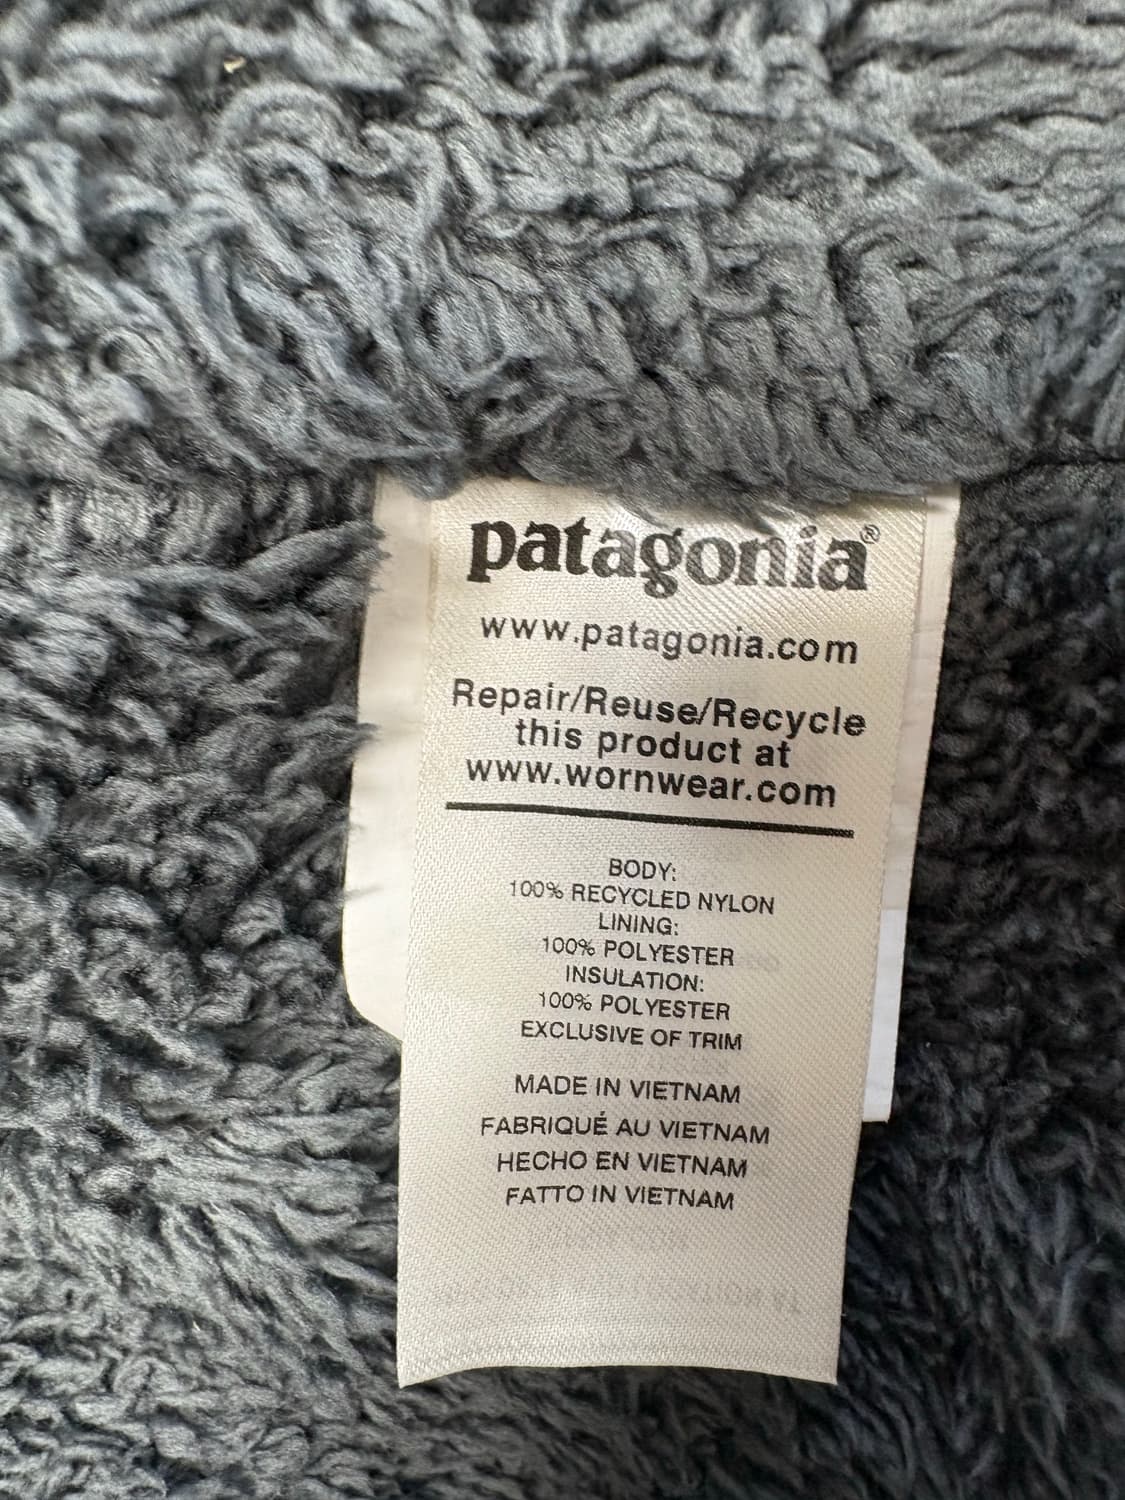 patagonia®
www.patagonia.com
Repair/Reuse/Recycle
this product at
www.wornwear.com
BODY:
100% RECYCLED NYLON
LINING:
100% POLYESTER
INSULATION:
100% POLYESTER
EXCLUSIVE OF TRIM
MADE IN VIETNAM
FABRIQUÉ AU VIETNAM
HECHO EN VIETNAM
FATTO IN VIETNAM